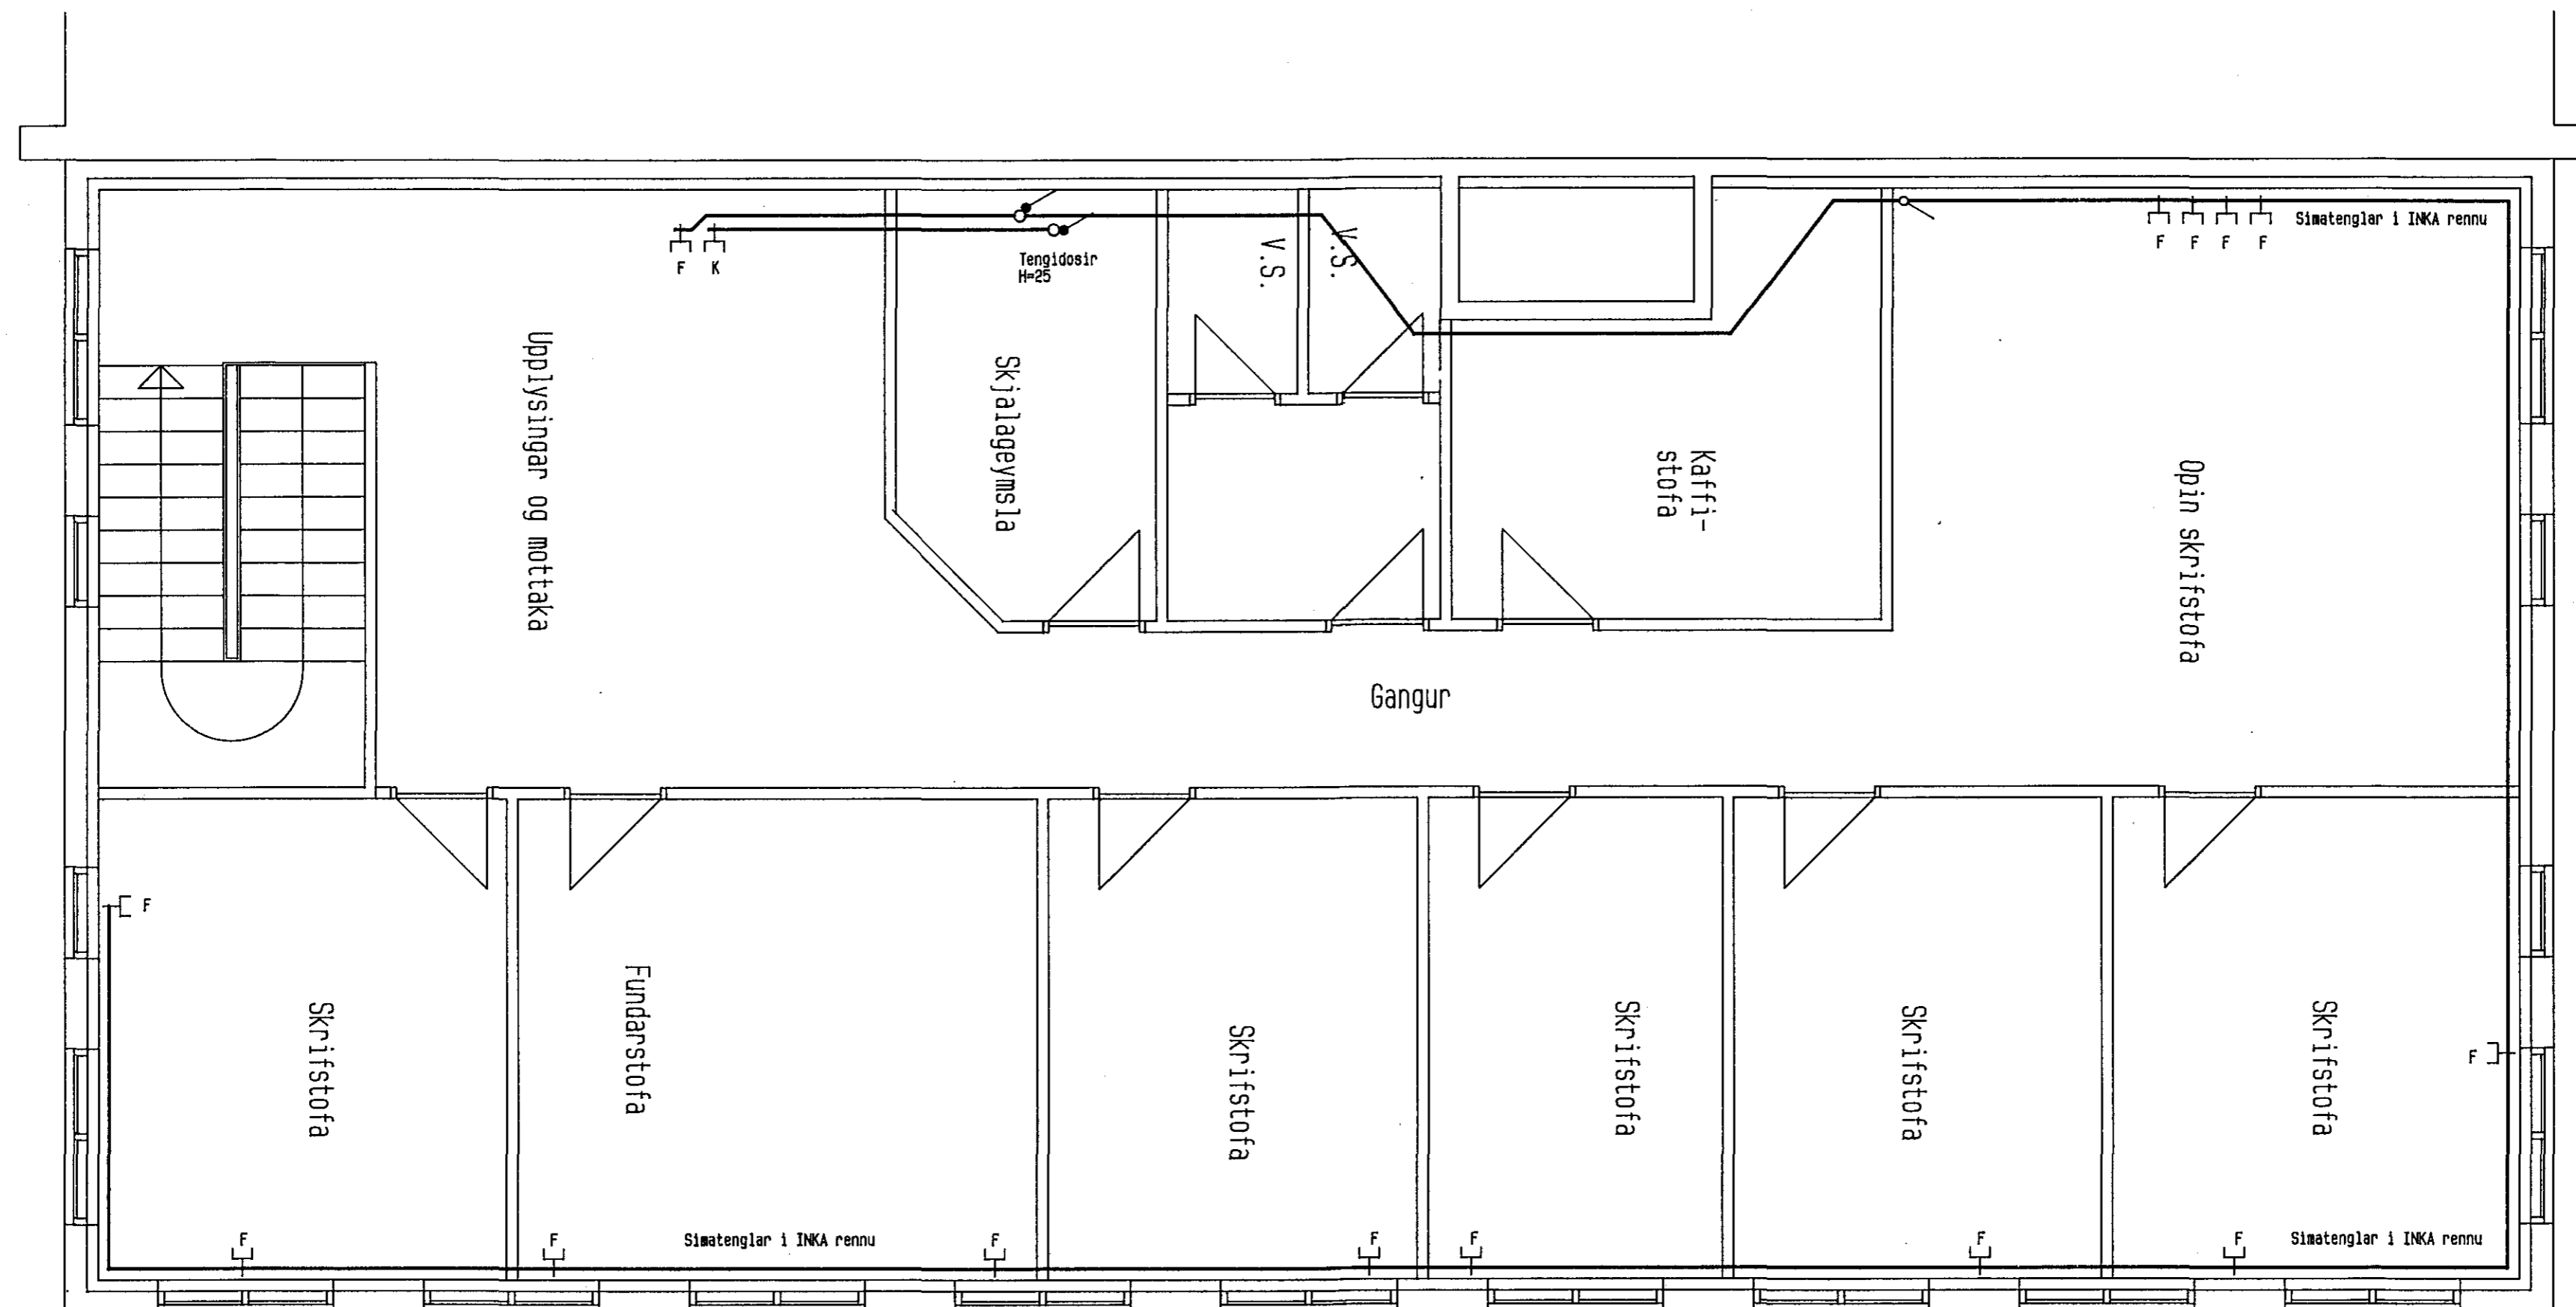 Simatenglar i INKA rennu
F F F F
F K
Tengidosir
H=25
V.S.
V.S.
Upplysingar og mottaka
Skjalageymsla
Kaffi-
stofa
Opin skrifstofa
Gangur
F
Skrifstofa
Fundarstofa
Skrifstofa
Skrifstofa
Skrifstofa
Skrifstofa
F
F
F
Simatenglar i INKA rennu
F
F
F
F
F
Simatenglar i INKA rennu